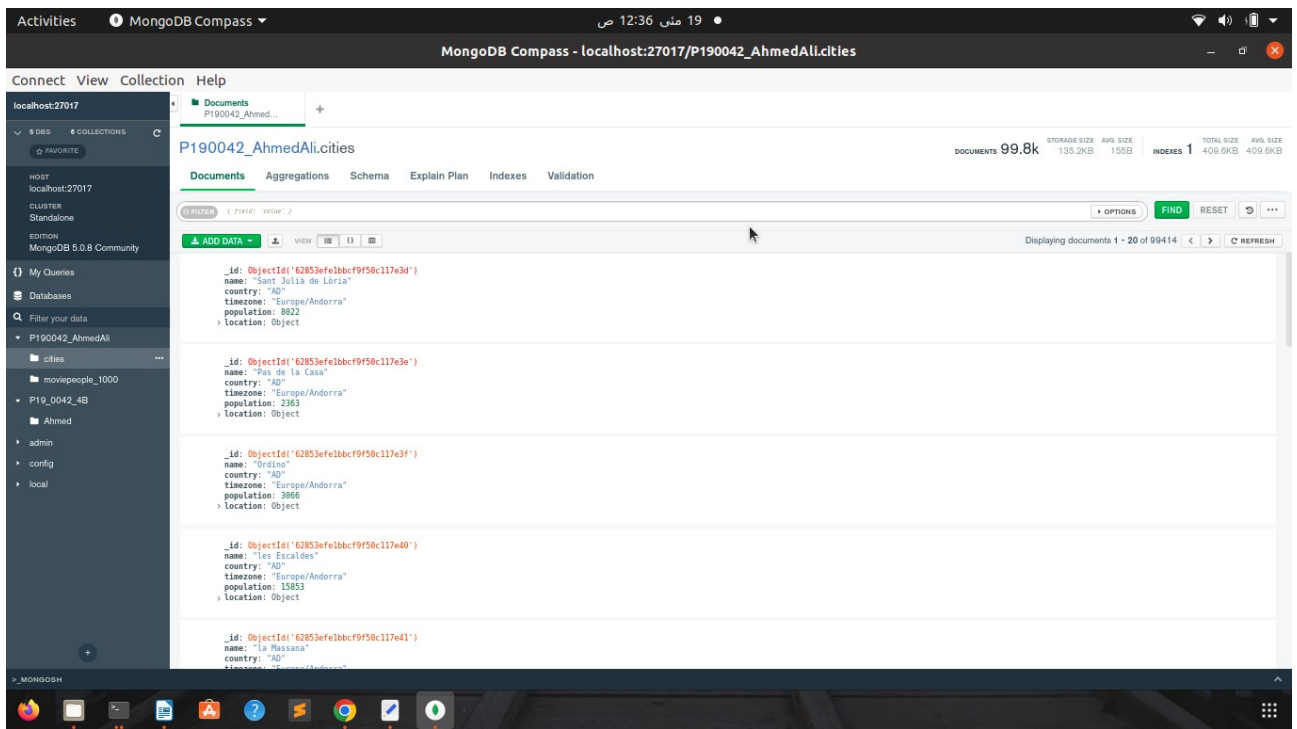 Activities MongoDB Compass 19 مئی 12:36 ص
MongoDB Compass - localhost:27017/P190042_AhmedAli.cities
Connect View Collection Help
localhost:27017
5 DBS 6 COLLECTIONS
FAVORITE
HOST
localhost:27017
CLUSTER
Standalone
EDITION
MongoDB 5.0.8 Community
{} My Queries
Databases
Filter your data
P190042_AhmedAli
cities
moviepeople_1000
P19_0042_4B
Ahmed
admin
config
local
Documents
P190042_Ahmed...
P190042_AhmedAli.cities
DOCUMENTS 99.8k STORAGE SIZE 135.2KB AVG. SIZE 155B INDEXES 1 TOTAL SIZE 409.6KB AVG. SIZE 409.6KB
Documents Aggregations Schema Explain Plan Indexes Validation
FILTER { field: 'value' } OPTIONS FIND RESET
ADD DATA VIEW {} Displaying documents 1 - 20 of 99414 < > REFRESH
_id: ObjectId('62853efe1bbcf9f50c117e3d')
name: "Sant Julià de Lòria"
country: "AD"
timezone: "Europe/Andorra"
population: 8022
location: Object
_id: ObjectId('62853efe1bbcf9f50c117e3e')
name: "Pas de la Casa"
country: "AD"
timezone: "Europe/Andorra"
population: 2363
location: Object
_id: ObjectId('62853efe1bbcf9f50c117e3f')
name: "Ordino"
country: "AD"
timezone: "Europe/Andorra"
population: 3066
location: Object
_id: ObjectId('62853efe1bbcf9f50c117e40')
name: "les Escaldes"
country: "AD"
timezone: "Europe/Andorra"
population: 15853
location: Object
_id: ObjectId('62853efe1bbcf9f50c117e41')
name: "la Massana"
country: "AD"
timezone: "Europe/Andorra"
>_MONGOSH